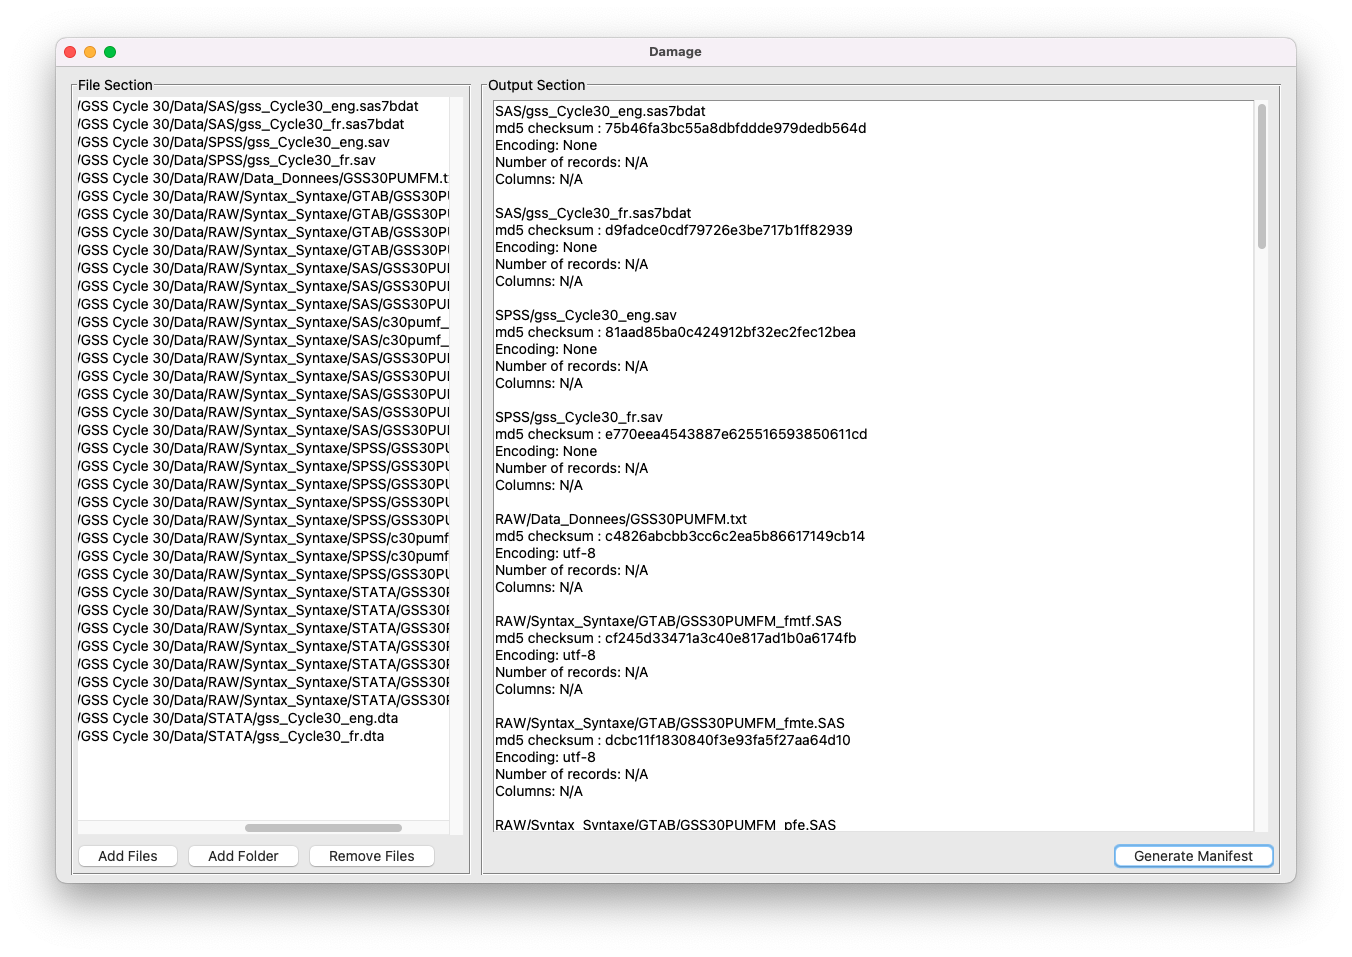 Damage
File Section
/GSS Cycle 30/Data/SAS/gss_Cycle30_eng.sas7bdat
/GSS Cycle 30/Data/SAS/gss_Cycle30_fr.sas7bdat
/GSS Cycle 30/Data/SPSS/gss_Cycle30_eng.sav
/GSS Cycle 30/Data/SPSS/gss_Cycle30_fr.sav
/GSS Cycle 30/Data/RAW/Data_Donnees/GSS30PUMFM.t
/GSS Cycle 30/Data/RAW/Syntax_Syntaxe/GTAB/GSS30P
/GSS Cycle 30/Data/RAW/Syntax_Syntaxe/GTAB/GSS30P
/GSS Cycle 30/Data/RAW/Syntax_Syntaxe/GTAB/GSS30P
/GSS Cycle 30/Data/RAW/Syntax_Syntaxe/GTAB/GSS30P
/GSS Cycle 30/Data/RAW/Syntax_Syntaxe/SAS/GSS30PU
/GSS Cycle 30/Data/RAW/Syntax_Syntaxe/SAS/GSS30PU
/GSS Cycle 30/Data/RAW/Syntax_Syntaxe/SAS/GSS30PU
/GSS Cycle 30/Data/RAW/Syntax_Syntaxe/SAS/c30pumf_
/GSS Cycle 30/Data/RAW/Syntax_Syntaxe/SAS/c30pumf_
/GSS Cycle 30/Data/RAW/Syntax_Syntaxe/SAS/GSS30PU
/GSS Cycle 30/Data/RAW/Syntax_Syntaxe/SAS/GSS30PU
/GSS Cycle 30/Data/RAW/Syntax_Syntaxe/SAS/GSS30PU
/GSS Cycle 30/Data/RAW/Syntax_Syntaxe/SAS/GSS30PU
/GSS Cycle 30/Data/RAW/Syntax_Syntaxe/SAS/GSS30PU
/GSS Cycle 30/Data/RAW/Syntax_Syntaxe/SPSS/GSS30PU
/GSS Cycle 30/Data/RAW/Syntax_Syntaxe/SPSS/GSS30PU
/GSS Cycle 30/Data/RAW/Syntax_Syntaxe/SPSS/GSS30PU
/GSS Cycle 30/Data/RAW/Syntax_Syntaxe/SPSS/GSS30PU
/GSS Cycle 30/Data/RAW/Syntax_Syntaxe/SPSS/GSS30PU
/GSS Cycle 30/Data/RAW/Syntax_Syntaxe/SPSS/c30pumf
/GSS Cycle 30/Data/RAW/Syntax_Syntaxe/SPSS/c30pumf
/GSS Cycle 30/Data/RAW/Syntax_Syntaxe/SPSS/GSS30PU
/GSS Cycle 30/Data/RAW/Syntax_Syntaxe/STATA/GSS30P
/GSS Cycle 30/Data/RAW/Syntax_Syntaxe/STATA/GSS30P
/GSS Cycle 30/Data/RAW/Syntax_Syntaxe/STATA/GSS30P
/GSS Cycle 30/Data/RAW/Syntax_Syntaxe/STATA/GSS30P
/GSS Cycle 30/Data/RAW/Syntax_Syntaxe/STATA/GSS30P
/GSS Cycle 30/Data/RAW/Syntax_Syntaxe/STATA/GSS30P
/GSS Cycle 30/Data/RAW/Syntax_Syntaxe/STATA/GSS30P
/GSS Cycle 30/Data/STATA/gss_Cycle30_eng.dta
/GSS Cycle 30/Data/STATA/gss_Cycle30_fr.dta
Add Files
Add Folder
Remove Files
Output Section
SAS/gss_Cycle30_eng.sas7bdat
md5 checksum : 75b46fa3bc55a8dbfddde979dedb564d
Encoding: None
Number of records: N/A
Columns: N/A
SAS/gss_Cycle30_fr.sas7bdat
md5 checksum : d9fadce0cdf79726e3be717b1ff82939
Encoding: None
Number of records: N/A
Columns: N/A
SPSS/gss_Cycle30_eng.sav
md5 checksum : 81aad85ba0c424912bf32ec2fec12bea
Encoding: None
Number of records: N/A
Columns: N/A
SPSS/gss_Cycle30_fr.sav
md5 checksum : e770eea4543887e625516593850611cd
Encoding: None
Number of records: N/A
Columns: N/A
RAW/Data_Donnees/GSS30PUMFM.txt
md5 checksum : c4826abcbb3cc6c2ea5b86617149cb14
Encoding: utf-8
Number of records: N/A
Columns: N/A
RAW/Syntax_Syntaxe/GTAB/GSS30PUMFM_fmtf.SAS
md5 checksum : cf245d33471a3c40e817ad1b0a6174fb
Encoding: utf-8
Number of records: N/A
Columns: N/A
RAW/Syntax_Syntaxe/GTAB/GSS30PUMFM_fmte.SAS
md5 checksum : dcbc11f1830840f3e93fa5f27aa64d10
Encoding: utf-8
Number of records: N/A
Columns: N/A
RAW/Syntax_Syntaxe/GTAB/GSS30PUMFM_pfe.SAS
Generate Manifest